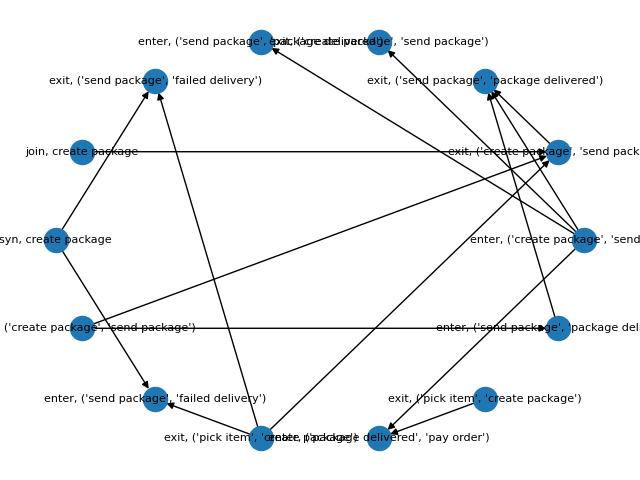 enter, ('send package', 'package delivered')
exit, ('create package', 'send package')
exit, ('send package', 'failed delivery')
exit, ('send package', 'package delivered')
join, create package
exit, ('create package', 'send pack
syn, create package
enter, ('create package', 'send
('create package', 'send package')
enter, ('send package', 'package deli
enter, ('send package', 'failed delivery')
exit, ('pick item', 'create package')
exit, ('pick item', 'create package')
enter, ('package delivered', 'pay order')